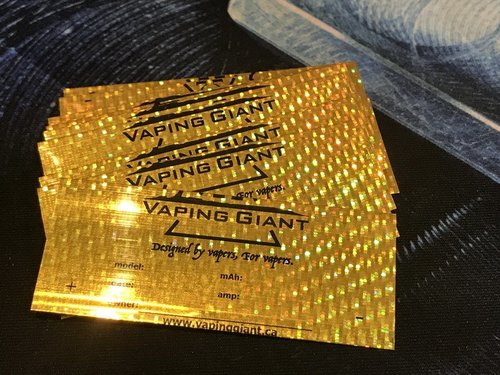 VAPING GIANT
VAPING GIANT
VAPING GIANT
For vapers.
VAPING GIANT
Designed by vapers, For vapers.
model: mAh:
amp:
+ -
www.vapinggiant.ca